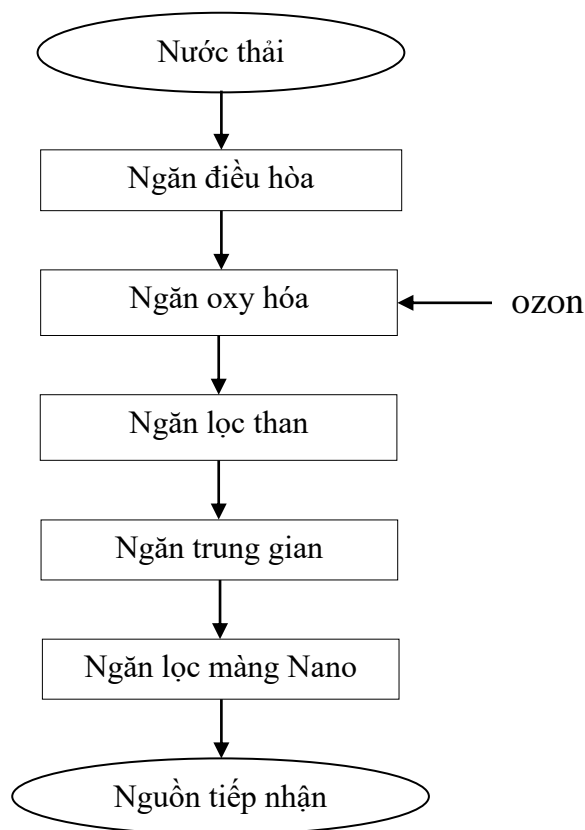 Nước thải
Ngăn điều hòa
Ngăn oxy hóa
ozon
Ngăn lọc than
Ngăn trung gian
Ngăn lọc màng Nano
Nguồn tiếp nhận